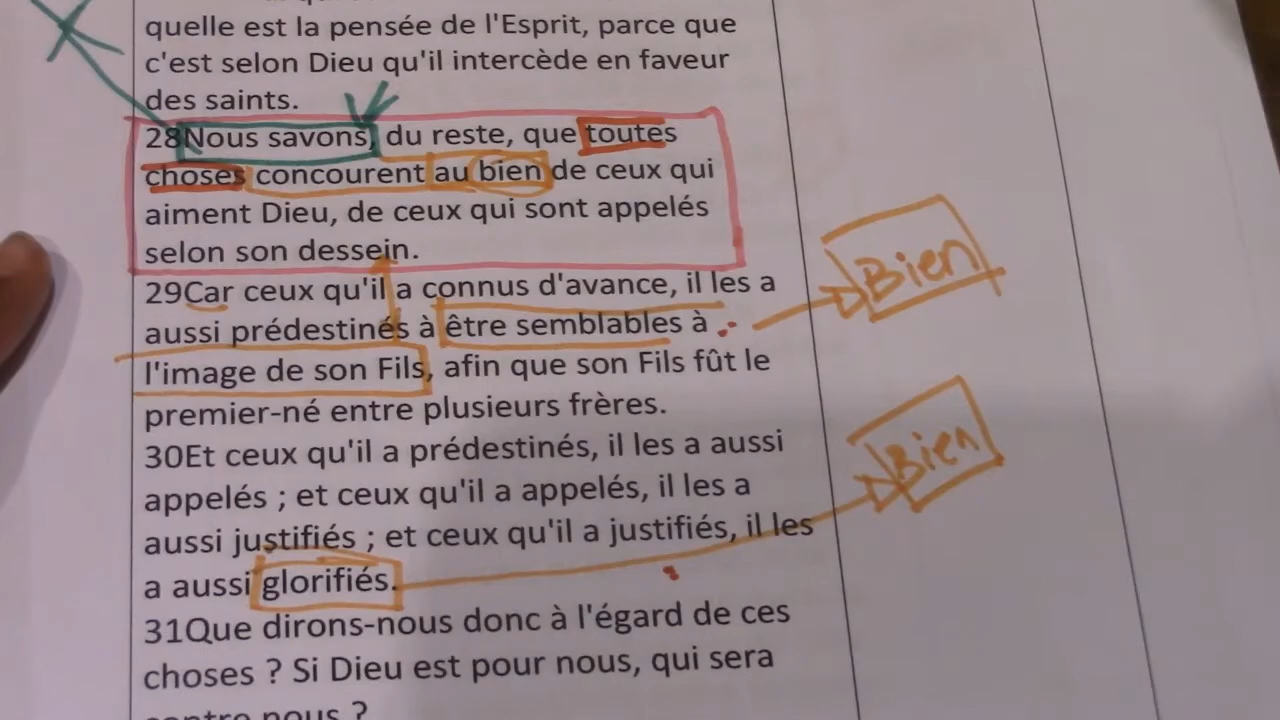 quelle est la pensée de l'Esprit, parce que
c'est selon Dieu qu'il intercède en faveur
des saints.
28Nous savons, du reste, que toutes
choses concourent au bien de ceux qui
aiment Dieu, de ceux qui sont appelés
selon son dessein.
29Car ceux qu'il a connus d'avance, il les a
aussi prédestinés à être semblables à
l'image de son Fils, afin que son Fils fût le
premier-né entre plusieurs frères.
30Et ceux qu'il a prédestinés, il les a aussi
appelés ; et ceux qu'il a appelés, il les a
aussi justifiés ; et ceux qu'il a justifiés, il les
a aussi glorifiés.
31Que dirons-nous donc à l'égard de ces
choses ? Si Dieu est pour nous, qui sera
contre nous ?
Bien
Bien